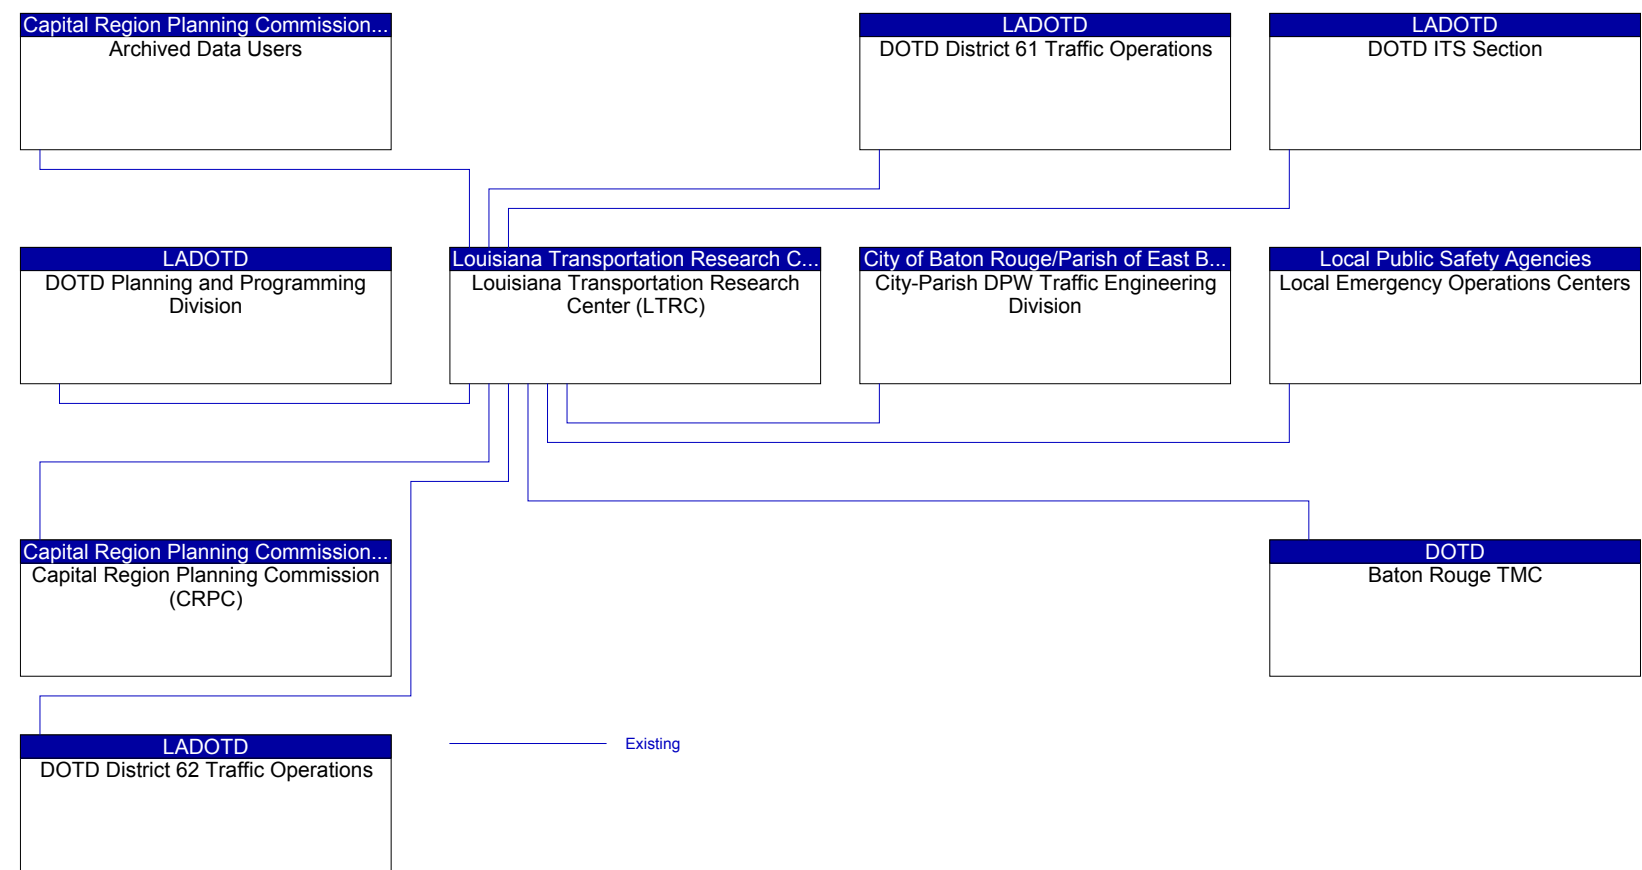 Capital Region Planning Commission...
Archived Data Users
LADOTD
DOTD District 61 Traffic Operations
LADOTD
DOTD ITS Section
LADOTD
DOTD Planning and Programming
Division
Louisiana Transportation Research C...
Louisiana Transportation Research
Center (LTRC)
City of Baton Rouge/Parish of East B...
City-Parish DPW Traffic Engineering
Division
Local Public Safety Agencies
Local Emergency Operations Centers
Capital Region Planning Commission...
Capital Region Planning Commission
(CRPC)
DOTD
Baton Rouge TMC
LADOTD
DOTD District 62 Traffic Operations
Existing